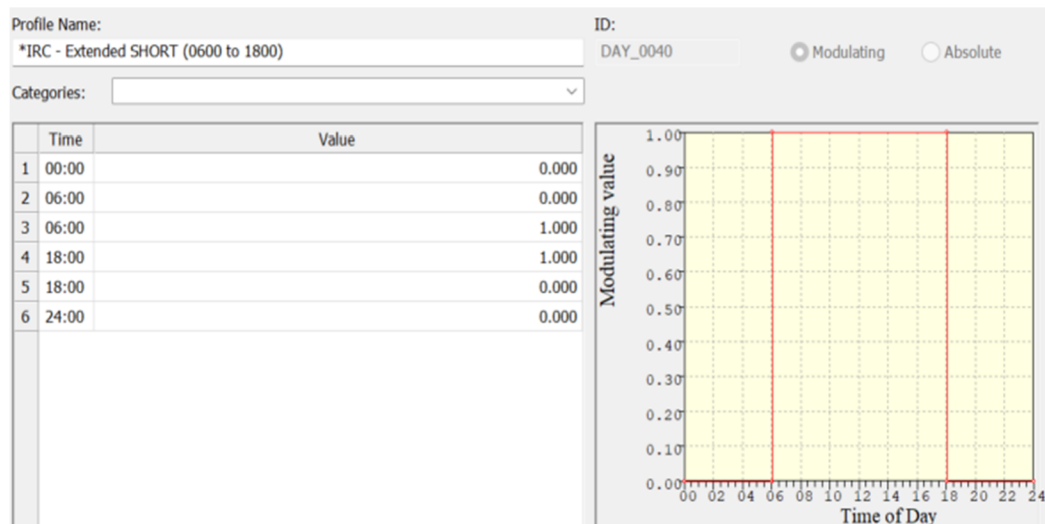 Profile Name:
ID:
*IRC - Extended SHORT (0600 to 1800)
DAY_0040
Modulating
Absolute
Categories:
Time Value
1 00:00 0.000
2 06:00 0.000
3 06:00 1.000
4 18:00 1.000
5 18:00 0.000
6 24:00 0.000
Modulating value
1.00
0.90
0.80
0.70
0.60
0.50
0.40
0.30
0.20
0.10
0.00
00 02 04 06 08 10 12 14 16 18 20 22 24
Time of Day